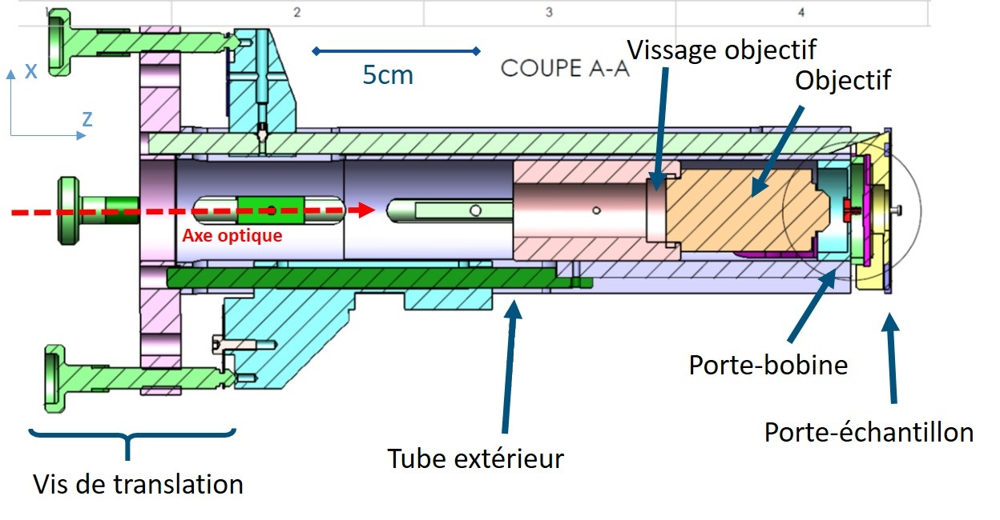 1 2 3 4
Vissage objectif
X
5cm
COUPE A-A
Objectif
Z
Axe optique
Porte-bobine
Porte-échantillon
Tube extérieur
Vis de translation